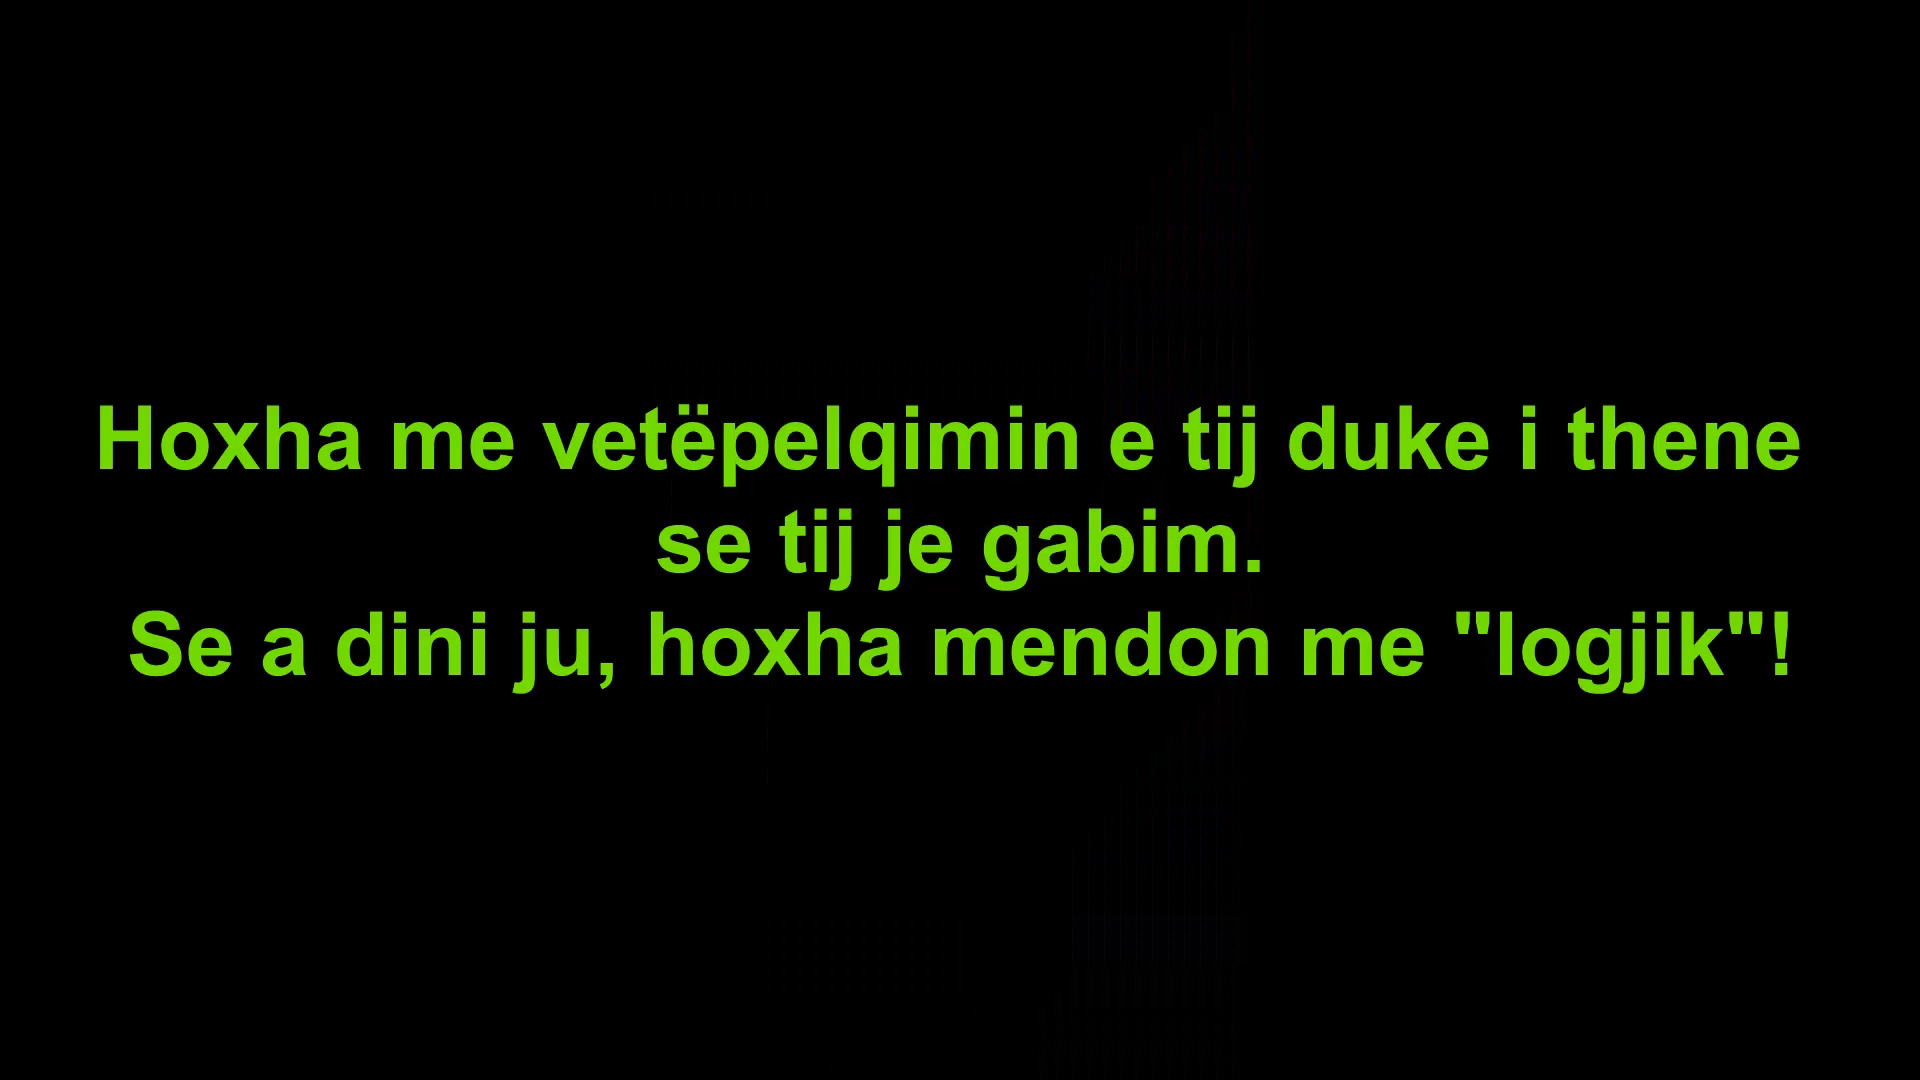 Hoxha me vetëpelqimin e tij duke i thene
se tij je gabim.
Se a dini ju, hoxha mendon me "logjik"!